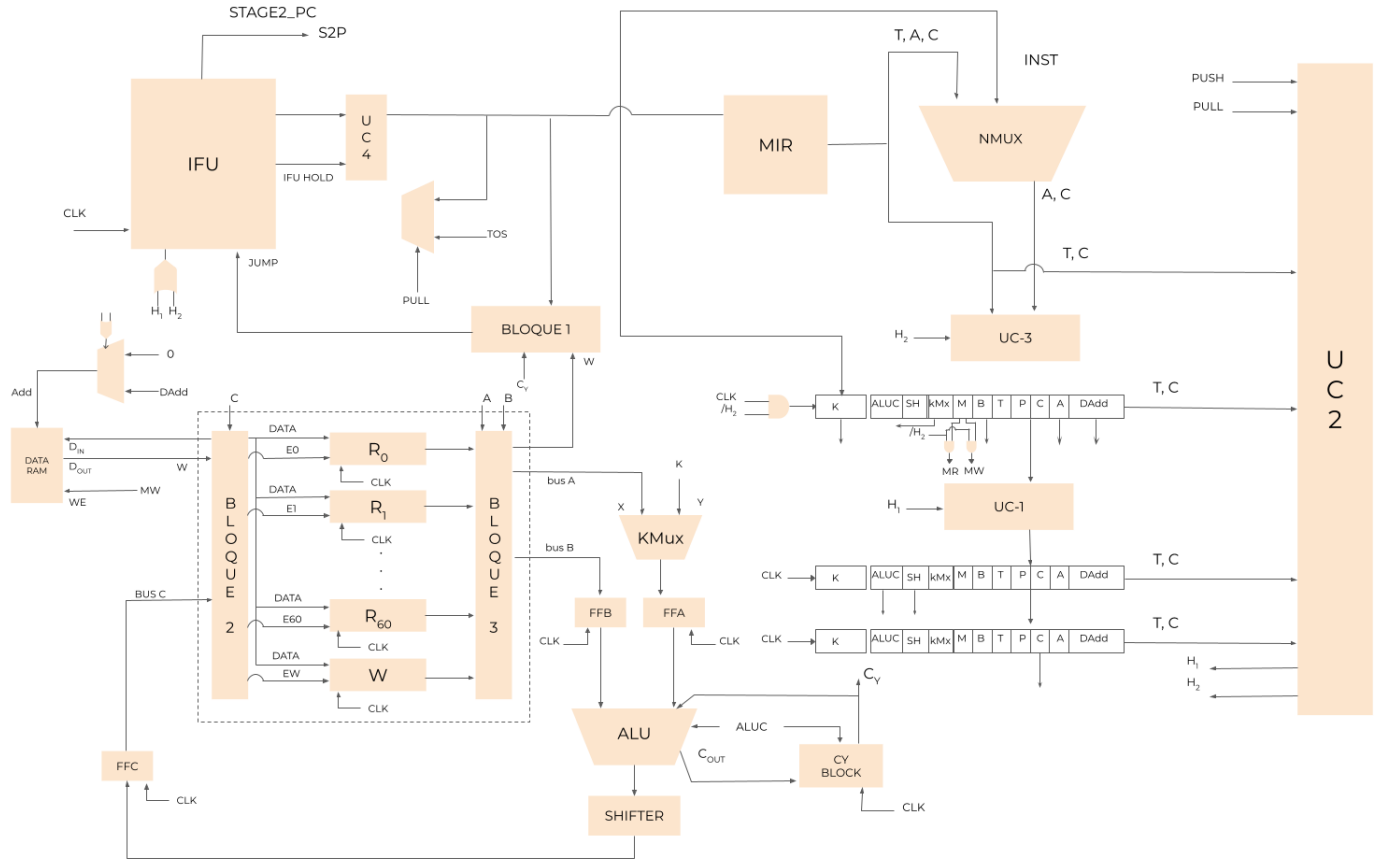 STAGE2_PC
S2P
T, A, C
INST
PUSH
PULL
IFU
U
C
4
IFU HOLD
MIR
NMUX
A, C
CLK
TOS
JUMP
PULL
T, C
H1 H2
BLOQUE 1
UC-3
H2
U
C
2
0
DAdd
Add
CY
W
CLK
/H2
K
ALUC SH kMx M B T P C A DAdd
T, C
/H2
MR MW
C
A B
DATA
RAM
DIN
DOUT
W
WE
MW
DATA
E0
R0
CLK
DATA
E1
R1
CLK
.
.
.
DATA
E60
R60
CLK
DATA
EW
W
CLK
B
L
O
Q
U
E
2
B
L
O
Q
U
E
3
bus A
K
X
Y
KMux
bus B
H1
UC-1
BUS C
FFB
FFA
CLK
CLK
CLK
K
ALUC SH kMx M B T P C A DAdd
T, C
CLK
K
ALUC SH kMx M B T P C A DAdd
T, C
H1
H2
CY
ALU
ALUC
COUT
CY
BLOCK
CLK
FFC
CLK
SHIFTER